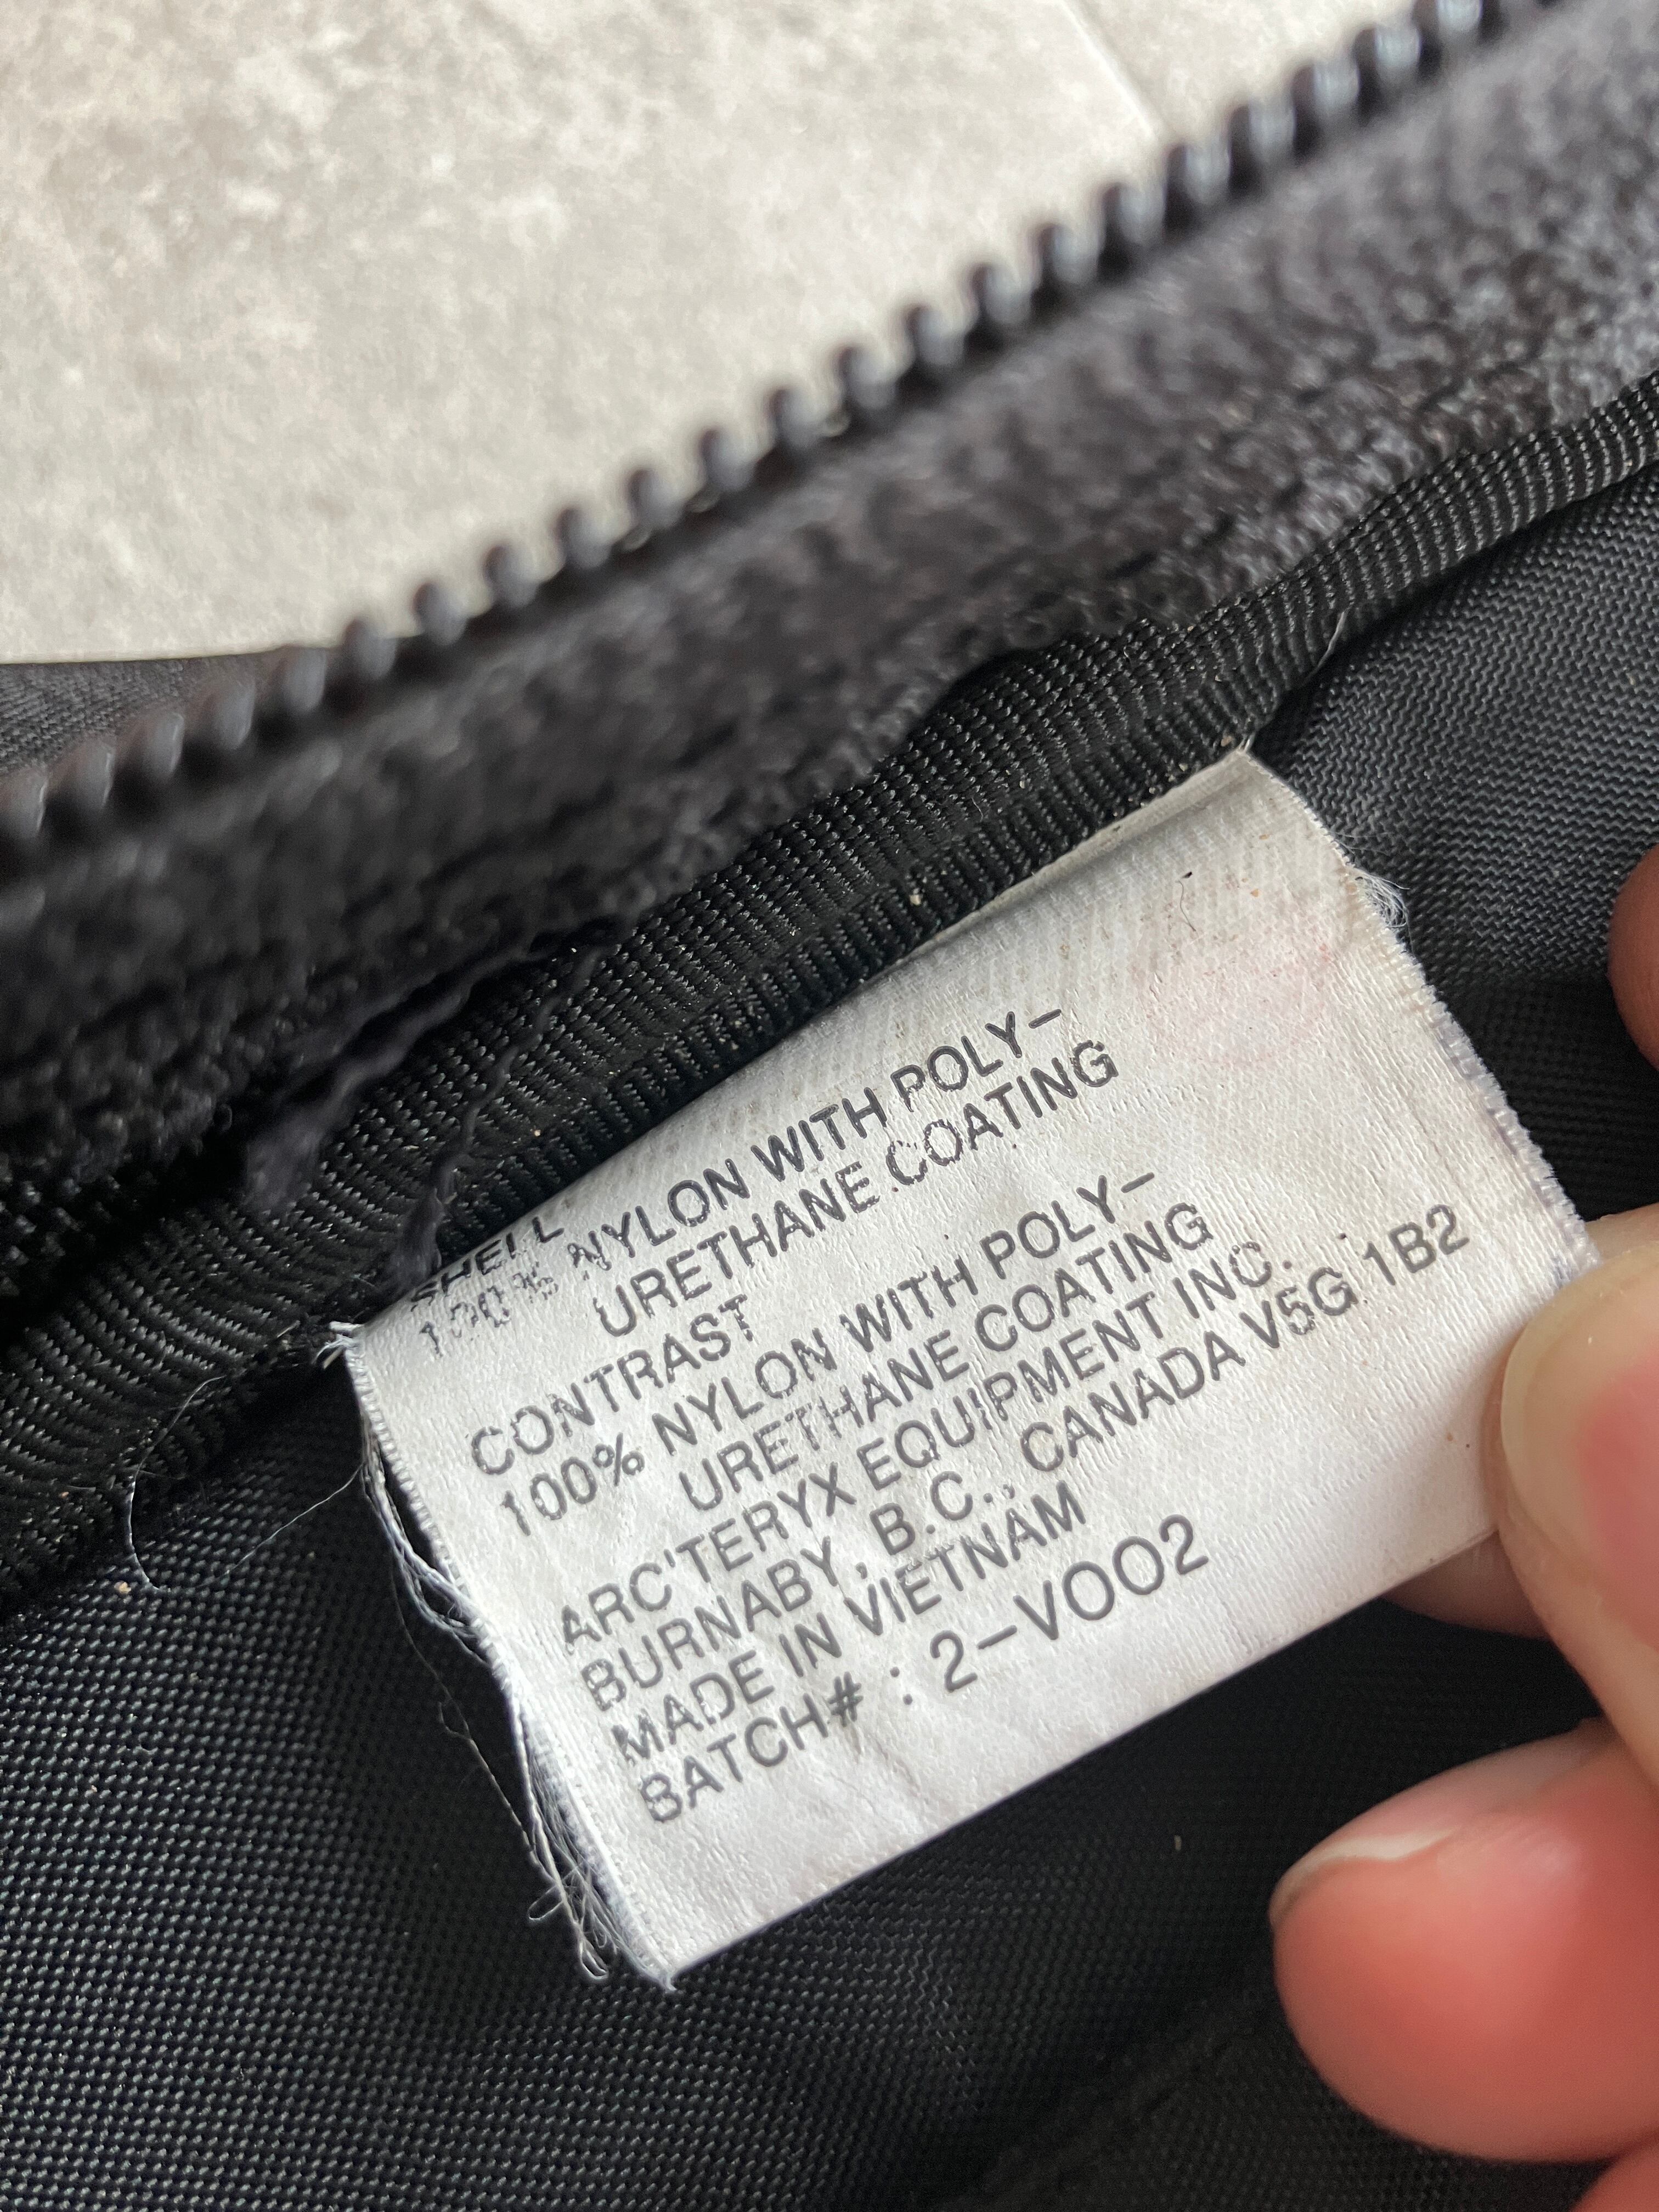 SHELL
100% NYLON WITH POLY-
URETHANE COATING
CONTRAST
100% NYLON WITH POLY-
URETHANE COATING
ARC'TERYX EQUIPMENT INC.
BURNABY, B.C., CANADA V5G 1B2
MADE IN VIETNAM
BATCH# : 2-VOO2